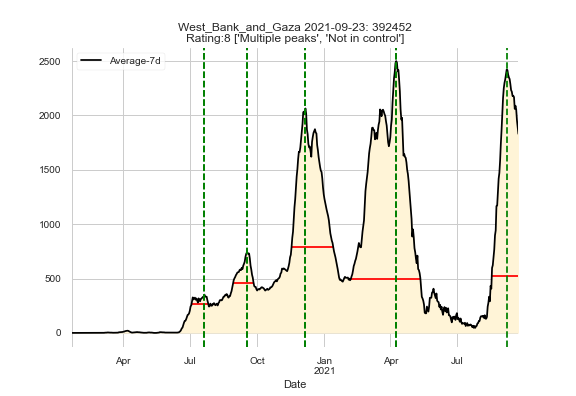 West_Bank_and_Gaza 2021-09-23: 392452
Rating:8 ['Multiple peaks', 'Not in control']
Average-7d
2500
2000
1500
1000
500
0
Apr
Jul
Oct
Jan
2021
Apr
Jul
Date